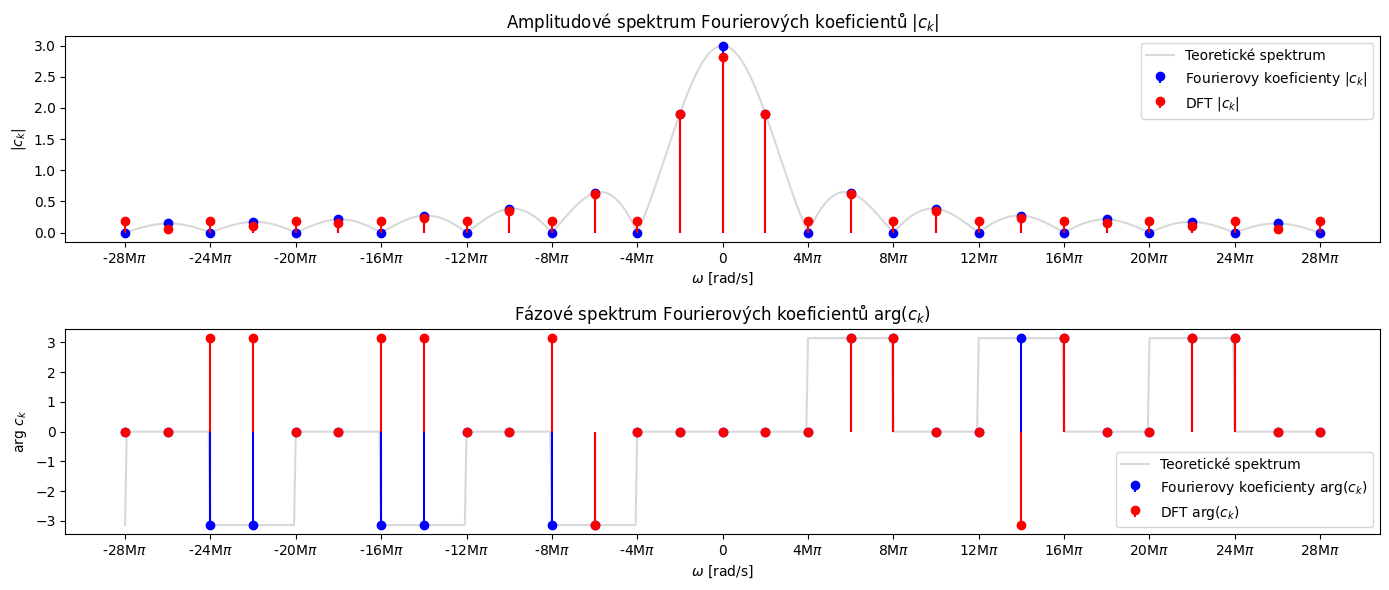 Amplitudové spektrum Fourierových koeficientů |c_k|
|c_k|
3.0
2.5
2.0
1.5
1.0
0.5
0.0
Teoretické spektrum
Fourierovy koeficienty |c_k|
DFT |c_k|
-28Mπ -24Mπ -20Mπ -16Mπ -12Mπ -8Mπ -4Mπ 0 4Mπ 8Mπ 12Mπ 16Mπ 20Mπ 24Mπ 28Mπ
ω [rad/s]
Fázové spektrum Fourierových koeficientů arg(c_k)
arg c_k
3
2
1
0
−1
−2
−3
Teoretické spektrum
Fourierovy koeficienty arg(c_k)
DFT arg(c_k)
-28Mπ -24Mπ -20Mπ -16Mπ -12Mπ -8Mπ -4Mπ 0 4Mπ 8Mπ 12Mπ 16Mπ 20Mπ 24Mπ 28Mπ
ω [rad/s]